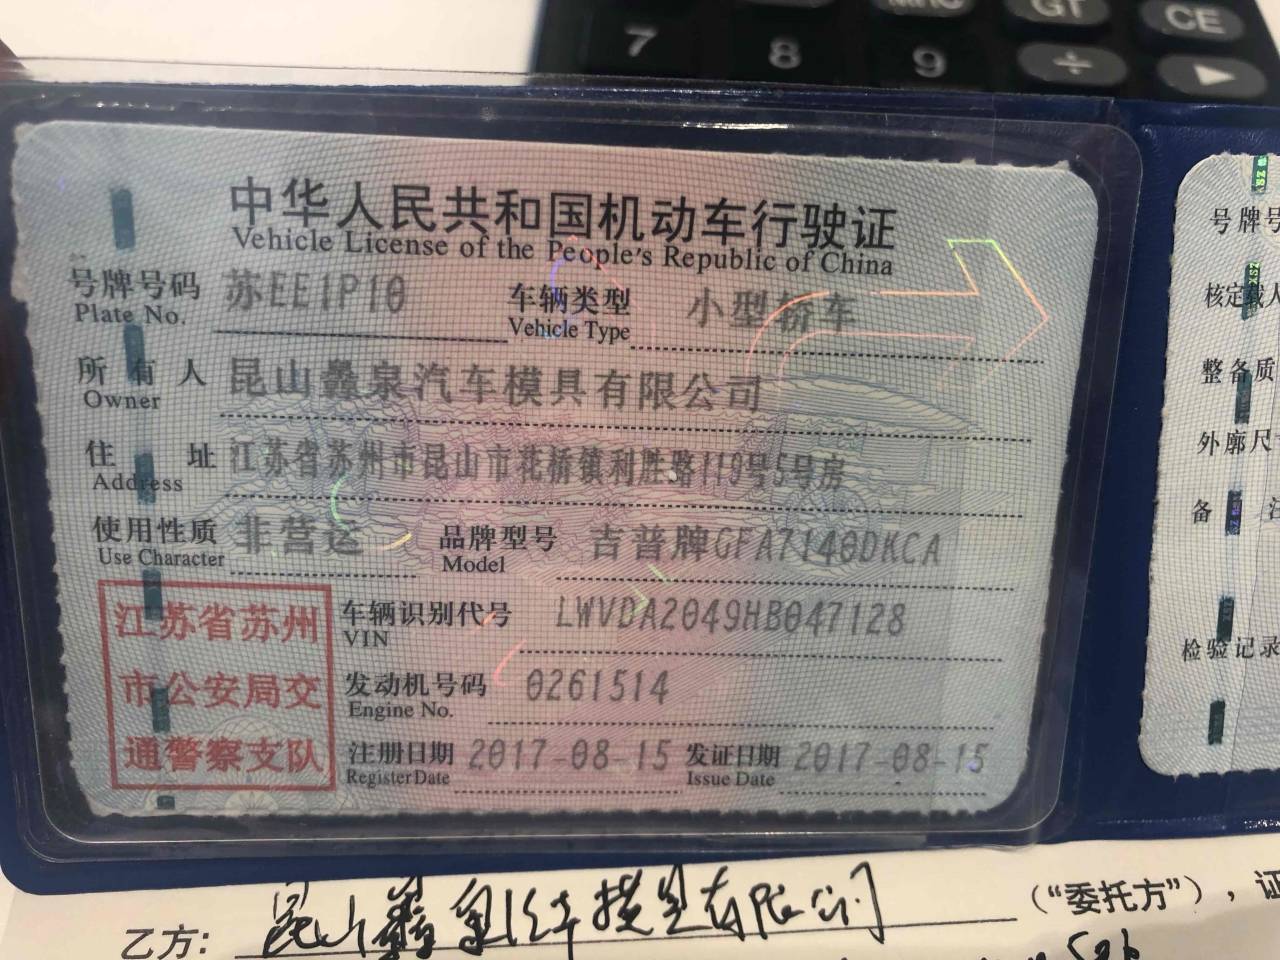 MRC GT CE
7 8 9 ÷
中华人民共和国机动车行驶证
Vehicle License of the People's Republic of China
号牌号码 苏EE1P10 车辆类型 小型轿车
Plate No. Vehicle Type
所有人 昆山蠡泉汽车模具有限公司
Owner
住址 江苏省苏州市昆山市花桥镇利胜路119号5号房
Address
使用性质 非营运 品牌型号 吉普牌GFA7140DKCA
Use Character Model
江苏省苏州
市公安局交
通警察支队
车辆识别代号 LWVDA2049HB047128
VIN
发动机号码 0261514
Engine No.
注册日期 2017-08-15 发证日期 2017-08-15
Register Date Issue Date
号牌号
核定载人
整备质
外廓尺
备注
检验记录
乙方: 昆山蠡泉汽车模具有限公司 ("委托方"), 证